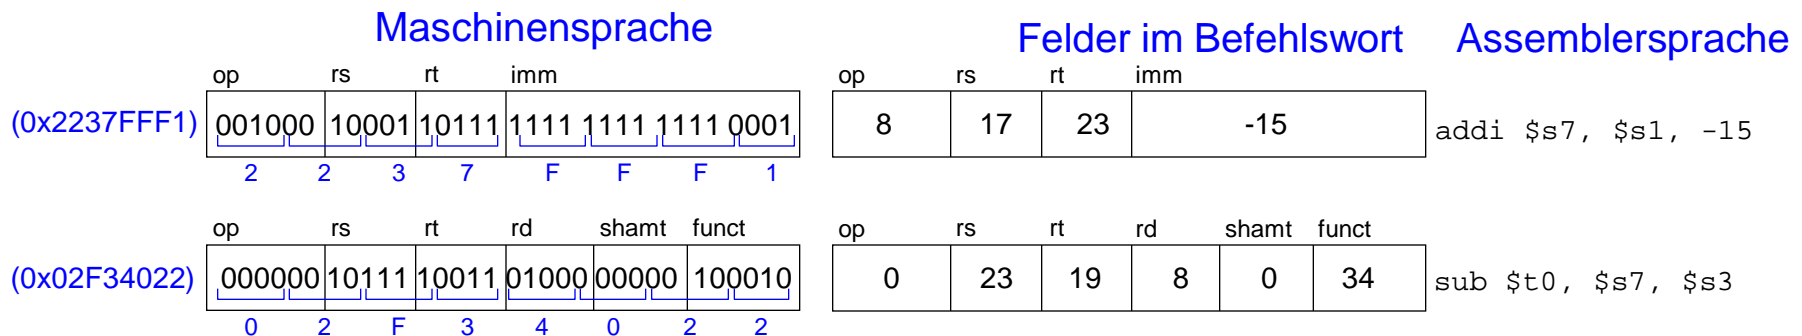 Maschinensprache Felder im Befehlswort Assemblersprache
op rs rt imm op rs rt imm
(0x2237FFF1) 001000 10001 10111 1111 1111 1111 0001 8 17 23 -15 addi $s7, $s1, -15
2 2 3 7 F F F 1
op rs rt rd shamt funct op rs rt rd shamt funct
(0x02F34022) 000000 10111 10011 01000 00000 100010 0 23 19 8 0 34 sub $t0, $s7, $s3
0 2 F 3 4 0 2 2